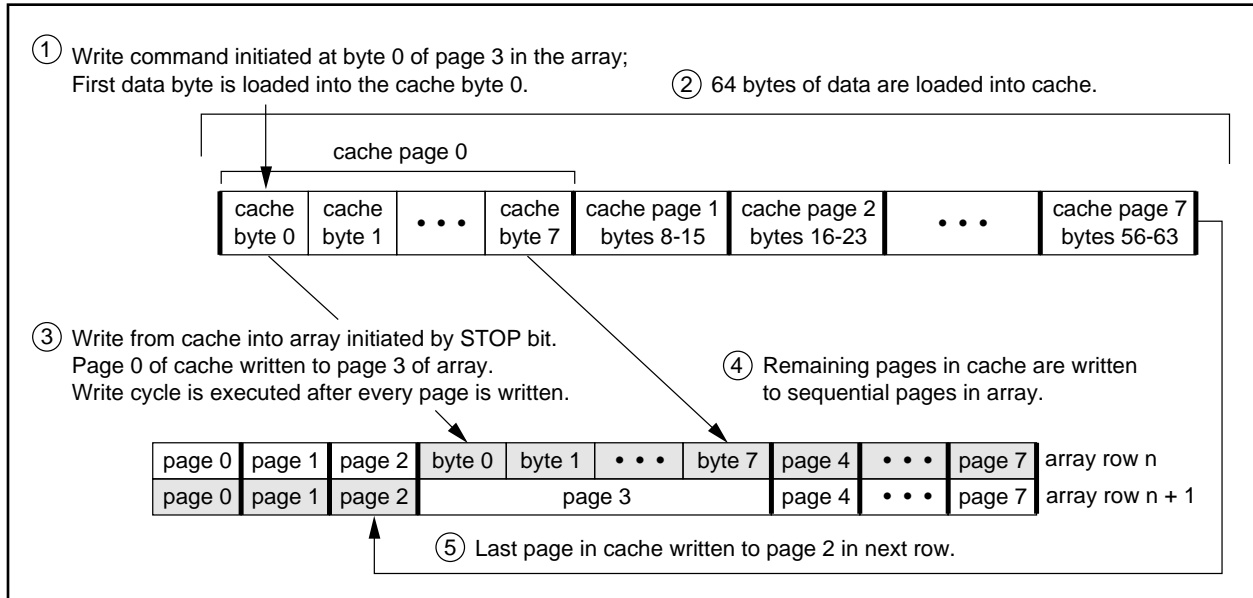 ① Write command initiated at byte 0 of page 3 in the array;
First data byte is loaded into the cache byte 0.
② 64 bytes of data are loaded into cache.
cache page 0
cache byte 0
cache byte 1
• • •
cache byte 7
cache page 1 bytes 8-15
cache page 2 bytes 16-23
• • •
cache page 7 bytes 56-63
③ Write from cache into array initiated by STOP bit.
Page 0 of cache written to page 3 of array.
Write cycle is executed after every page is written.
④ Remaining pages in cache are written
to sequential pages in array.
page 0 page 1 page 2 byte 0 byte 1 • • • byte 7 page 4 • • • page 7 array row n
page 0 page 1 page 2 page 3 page 4 • • • page 7 array row n + 1
⑤ Last page in cache written to page 2 in next row.